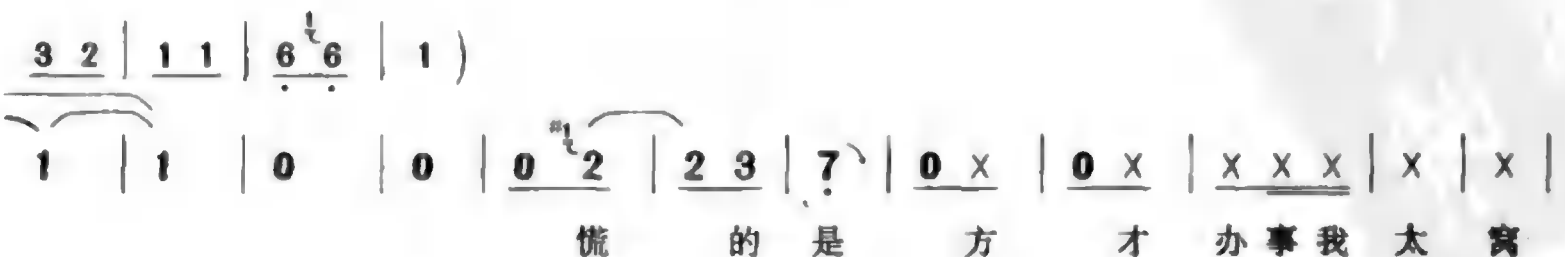 3 2 | 1 1 | 6 6 | 1 )
1 | 1 | 0 | 0 | 0 2 | 2 3 | 7 | 0 X | 0 X | X X X | X | X |
慌 的 是 方 才 办 事 我 太 窝